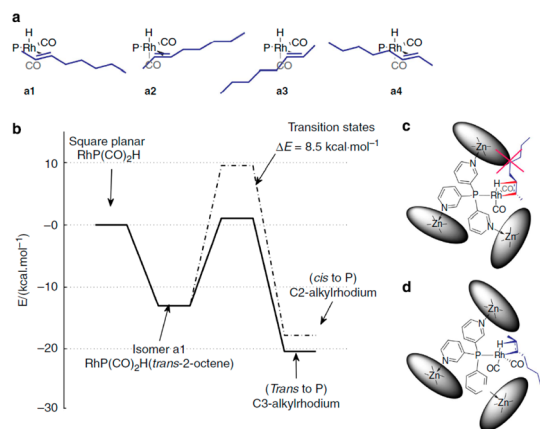 a
H
P
Rh
CO
CO
a1
H
P
Rh
CO
CO
a2
H
P
Rh
CO
CO
a3
H
P
Rh
CO
CO
a4
b
Square planar
RhP(CO)₂H
Transition states
ΔE = 8.5 kcal·mol⁻¹
E/(kcal.mol⁻¹)
10
–0
–10
–20
–30
Isomer a1
RhP(CO)₂H(trans-2-octene)
(cis to P)
C2-alkylrhodium
(Trans to P)
C3-alkylrhodium
c
Zn
N
H
CO
N
P
Rh
CO
Zn
N
Zn
d
Zn
N
H
N
P
Rh
OC
CO
Zn
Zn